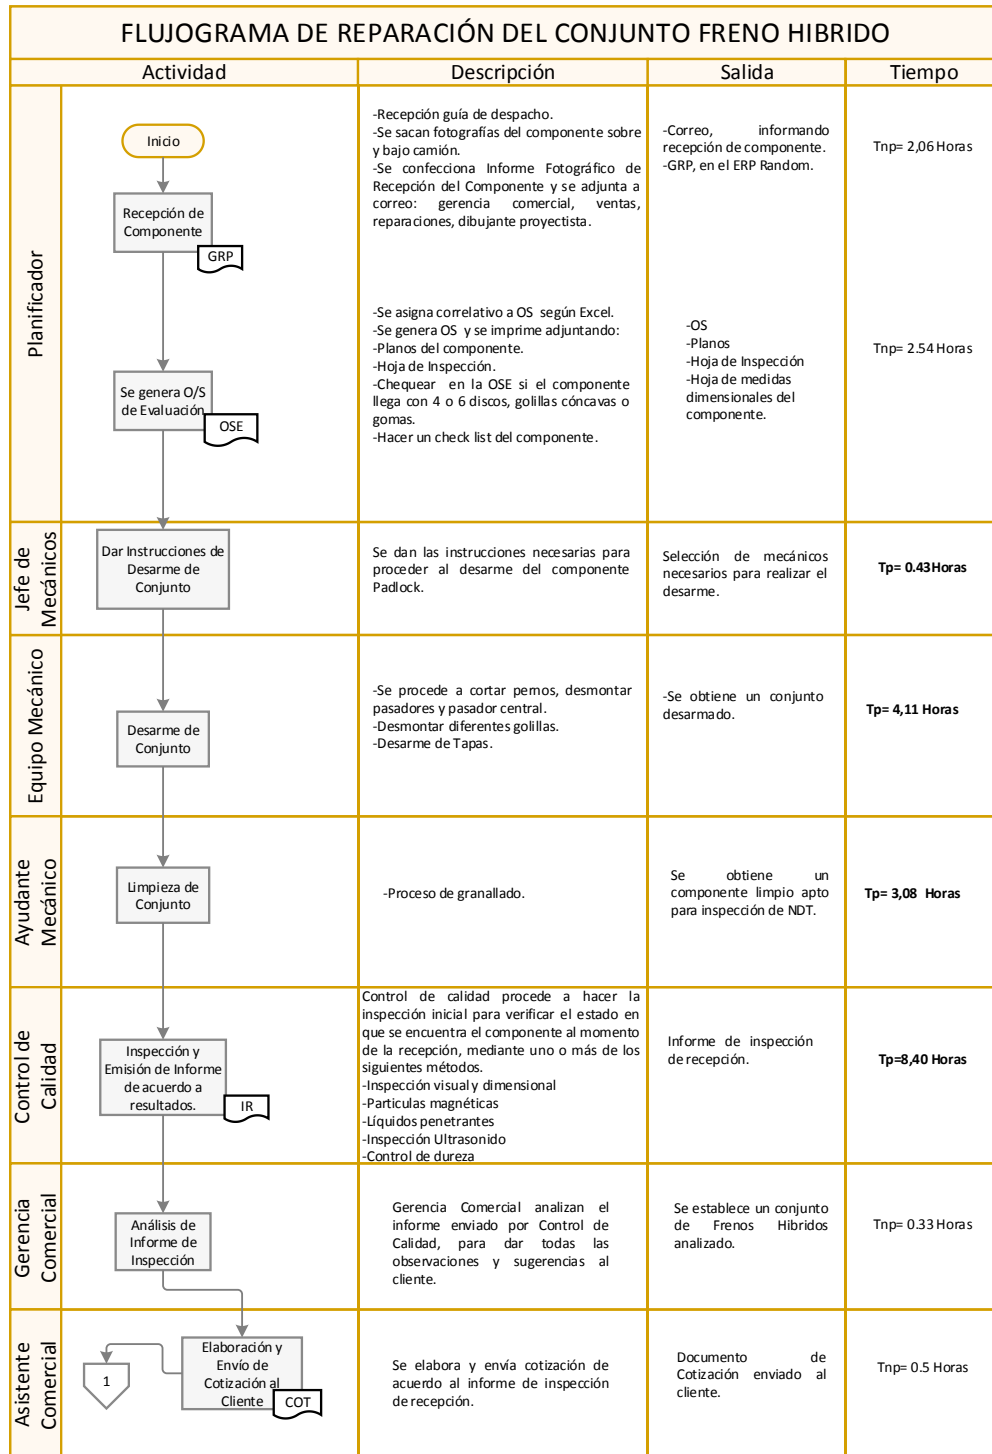 FLUJOGRAMA DE REPARACIÓN DEL CONJUNTO FRENO HIBRIDO
Actividad
Descripción
Salida
Tiempo
Planificador
Inicio
Recepción de
Componente
GRP
-Recepción guía de despacho.
-Se sacan fotografías del componente sobre
y bajo camión.
-Se confecciona Informe Fotográfico de
Recepción del Componente y se adjunta a
correo: gerencia comercial, ventas,
reparaciones, dibujante proyectista.
-Correo, informando
recepción de componente.
-GRP, en el ERP Random.
Tnp= 2,06 Horas
Se genera O/S
de Evaluación
OSE
-Se asigna correlativo a OS según Excel.
-Se genera OS y se imprime adjuntando:
-Planos del componente.
-Hoja de Inspección.
-Chequear en la OSE si el componente
llega con 4 o 6 discos, golillas cóncavas o
gomas.
-Hacer un check list del componente.
-OS
-Planos
-Hoja de Inspección
-Hoja de medidas
dimensionales del
componente.
Tnp= 2.54 Horas
Jefe de
Mecánicos
Dar Instrucciones de
Desarme de
Conjunto
Se dan las instrucciones necesarias para
proceder al desarme del componente
Padlock.
Selección de mecánicos
necesarios para realizar el
desarme.
Tp= 0.43Horas
Equipo Mecánico
Desarme de
Conjunto
-Se procede a cortar pernos, desmontar
pasadores y pasador central.
-Desmontar diferentes golillas.
-Desarme de Tapas.
-Se obtiene un conjunto
desarmado.
Tp= 4,11 Horas
Ayudante
Mecánico
Limpieza de
Conjunto
-Proceso de granallado.
Se obtiene un
componente limpio apto
para inspección de NDT.
Tp= 3,08 Horas
Control de
Calidad
Inspección y
Emisión de Informe
de acuerdo a
resultados.
IR
Control de calidad procede a hacer la
inspección inicial para verificar el estado en
que se encuentra el componente al momento
de la recepción, mediante uno o más de los
siguientes métodos.
-Inspección visual y dimensional
-Particulas magnéticas
-Líquidos penetrantes
-Inspección Ultrasonido
-Control de dureza
Informe de inspección
de recepción.
Tp=8,40 Horas
Gerencia
Comercial
Análisis de
Informe de
Inspección
Gerencia Comercial analizan el
informe enviado por Control de
Calidad, para dar todas las
observaciones y sugerencias al
cliente.
Se establece un conjunto
de Frenos Hibridos
analizado.
Tnp= 0.33 Horas
Asistente
Comercial
1
Elaboración y
Envío de
Cotización al
Cliente
COT
Se elabora y envía cotización de
acuerdo al informe de inspección
de recepción.
Documento de
Cotización enviado al
cliente.
Tnp= 0.5 Horas